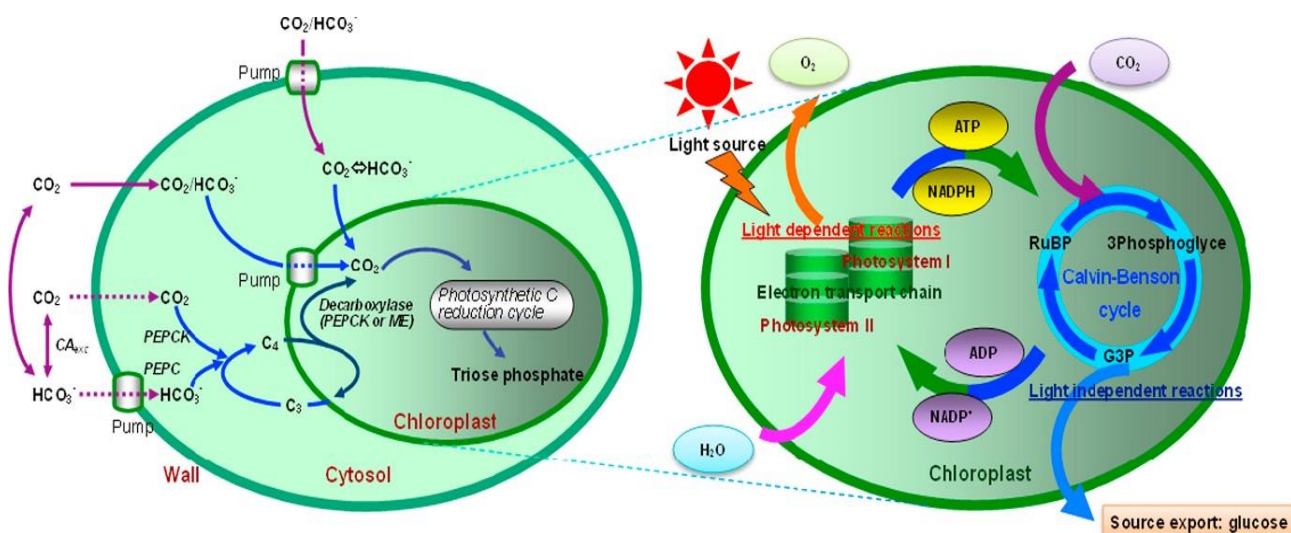 CO₂/HCO₃⁻
Pump
CO₂⇔HCO₃⁻
CO₂
CO₂/HCO₃⁻
Pump
CO₂
CO₂
CO₂
PEPCK
CA_exc
PEPC
HCO₃⁻
HCO₃⁻
Pump
C₄
C₃
Decarboxylase
(PEPCK or ME)
Photosynthetic C
reduction cycle
Triose phosphate
Chloroplast
Wall
Cytosol
O₂
CO₂
Light source
ATP
NADPH
Light dependent reactions
Photosystem I
Electron transport chain
Photosystem II
RuBP
3Phosphoglyce
Calvin-Benson
cycle
G3P
ADP
NADP⁺
Light independent reactions
H₂O
Chloroplast
Source export: glucose